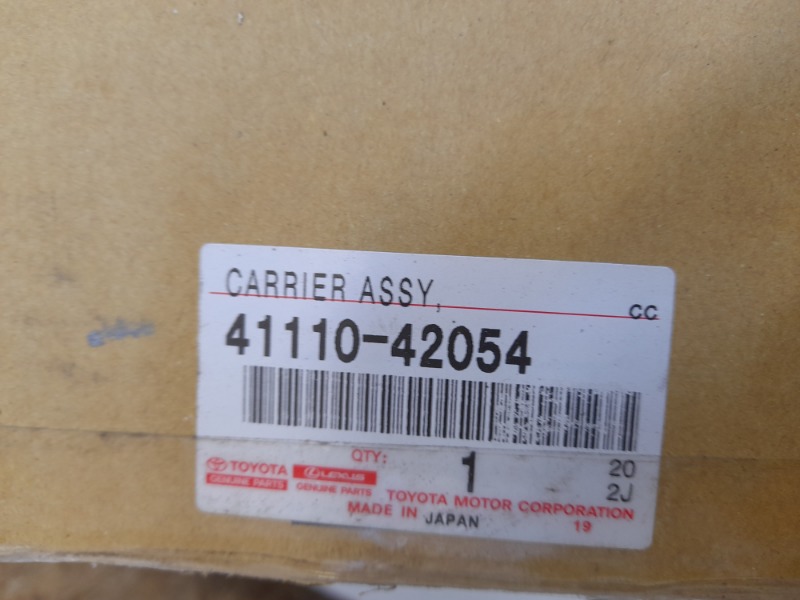 CARRIER ASSY,
CC
41110-42054
QTY: 1 20
TOYOTA LEXUS 2J
GENUINE PARTS GENUINE PARTS TOYOTA MOTOR CORPORATION
MADE IN JAPAN 19